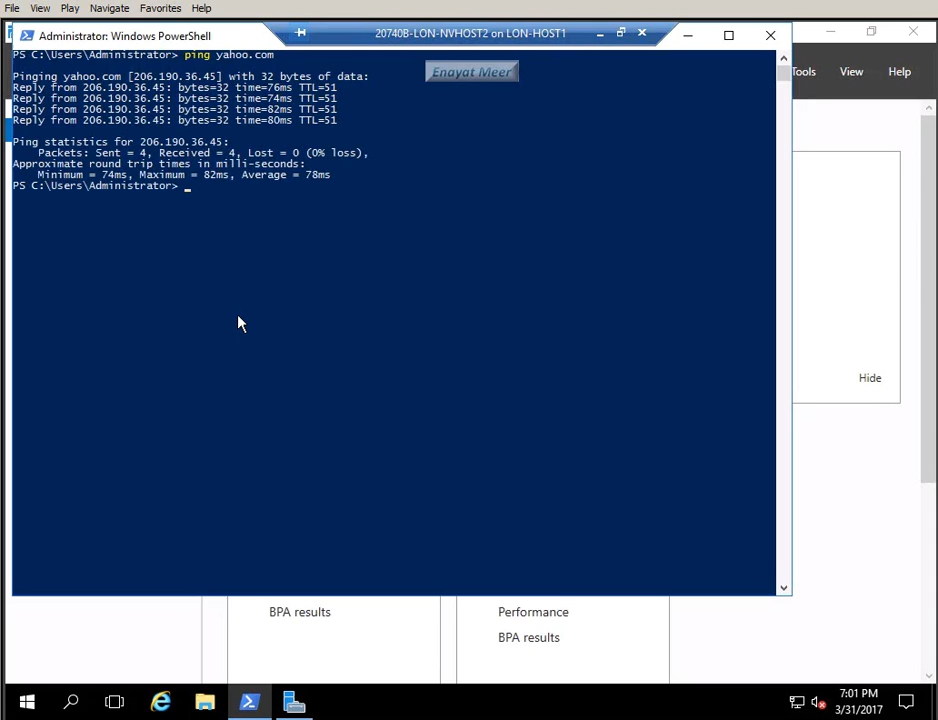 File View Play Navigate Favorites Help
Administrator: Windows PowerShell
20740B-LON-NVHOST2 on LON-HOST1
PS C:\Users\Administrator> ping yahoo.com
Enayat Meer
Tools View Help
Pinging yahoo.com [206.190.36.45] with 32 bytes of data:
Reply from 206.190.36.45: bytes=32 time=76ms TTL=51
Reply from 206.190.36.45: bytes=32 time=74ms TTL=51
Reply from 206.190.36.45: bytes=32 time=82ms TTL=51
Reply from 206.190.36.45: bytes=32 time=80ms TTL=51
Ping statistics for 206.190.36.45:
Packets: Sent = 4, Received = 4, Lost = 0 (0% loss),
Approximate round trip times in milli-seconds:
Minimum = 74ms, Maximum = 82ms, Average = 78ms
PS C:\Users\Administrator> _
Hide
BPA results
Performance
BPA results
7:01 PM
3/31/2017